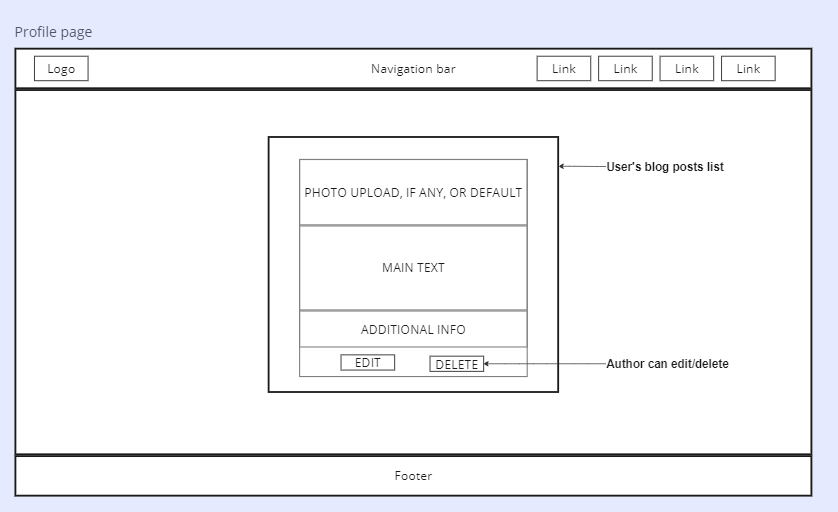 Profile page
Logo
Navigation bar
Link
Link
Link
Link
User's blog posts list
PHOTO UPLOAD, IF ANY, OR DEFAULT
MAIN TEXT
ADDITIONAL INFO
EDIT
DELETE
Author can edit/delete
Footer